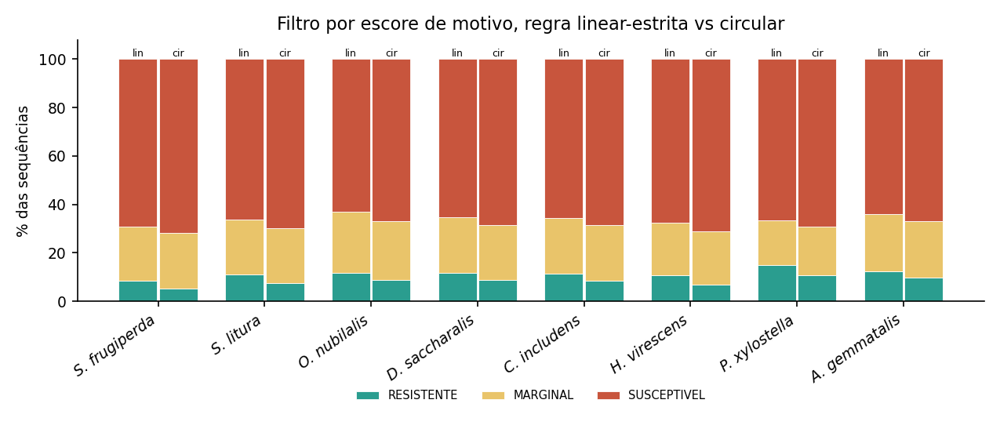 Filtro por escore de motivo, regra linear-estrita vs circular
lin cir lin cir lin cir lin cir lin cir lin cir lin cir lin cir
% das sequências
100
80
60
40
20
0
S. frugiperda
S. litura
O. nubilalis
D. saccharalis
C. includens
H. virescens
P. xylostella
A. gemmatalis
RESISTENTE MARGINAL SUSCEPTIVEL